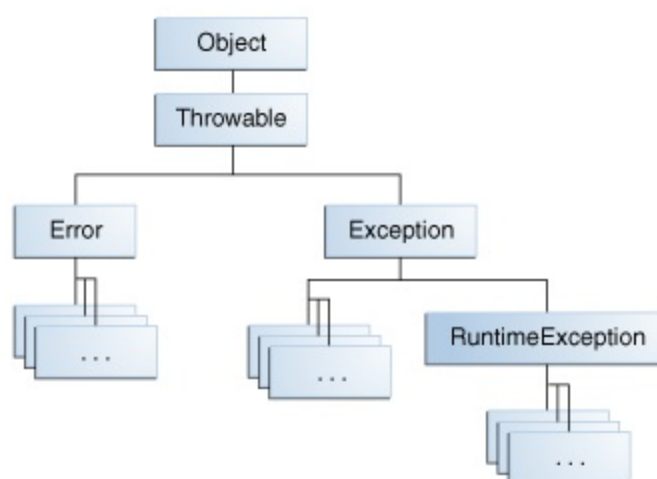 Object
Throwable
Error
Exception
. . .
. . .
RuntimeException
. . .